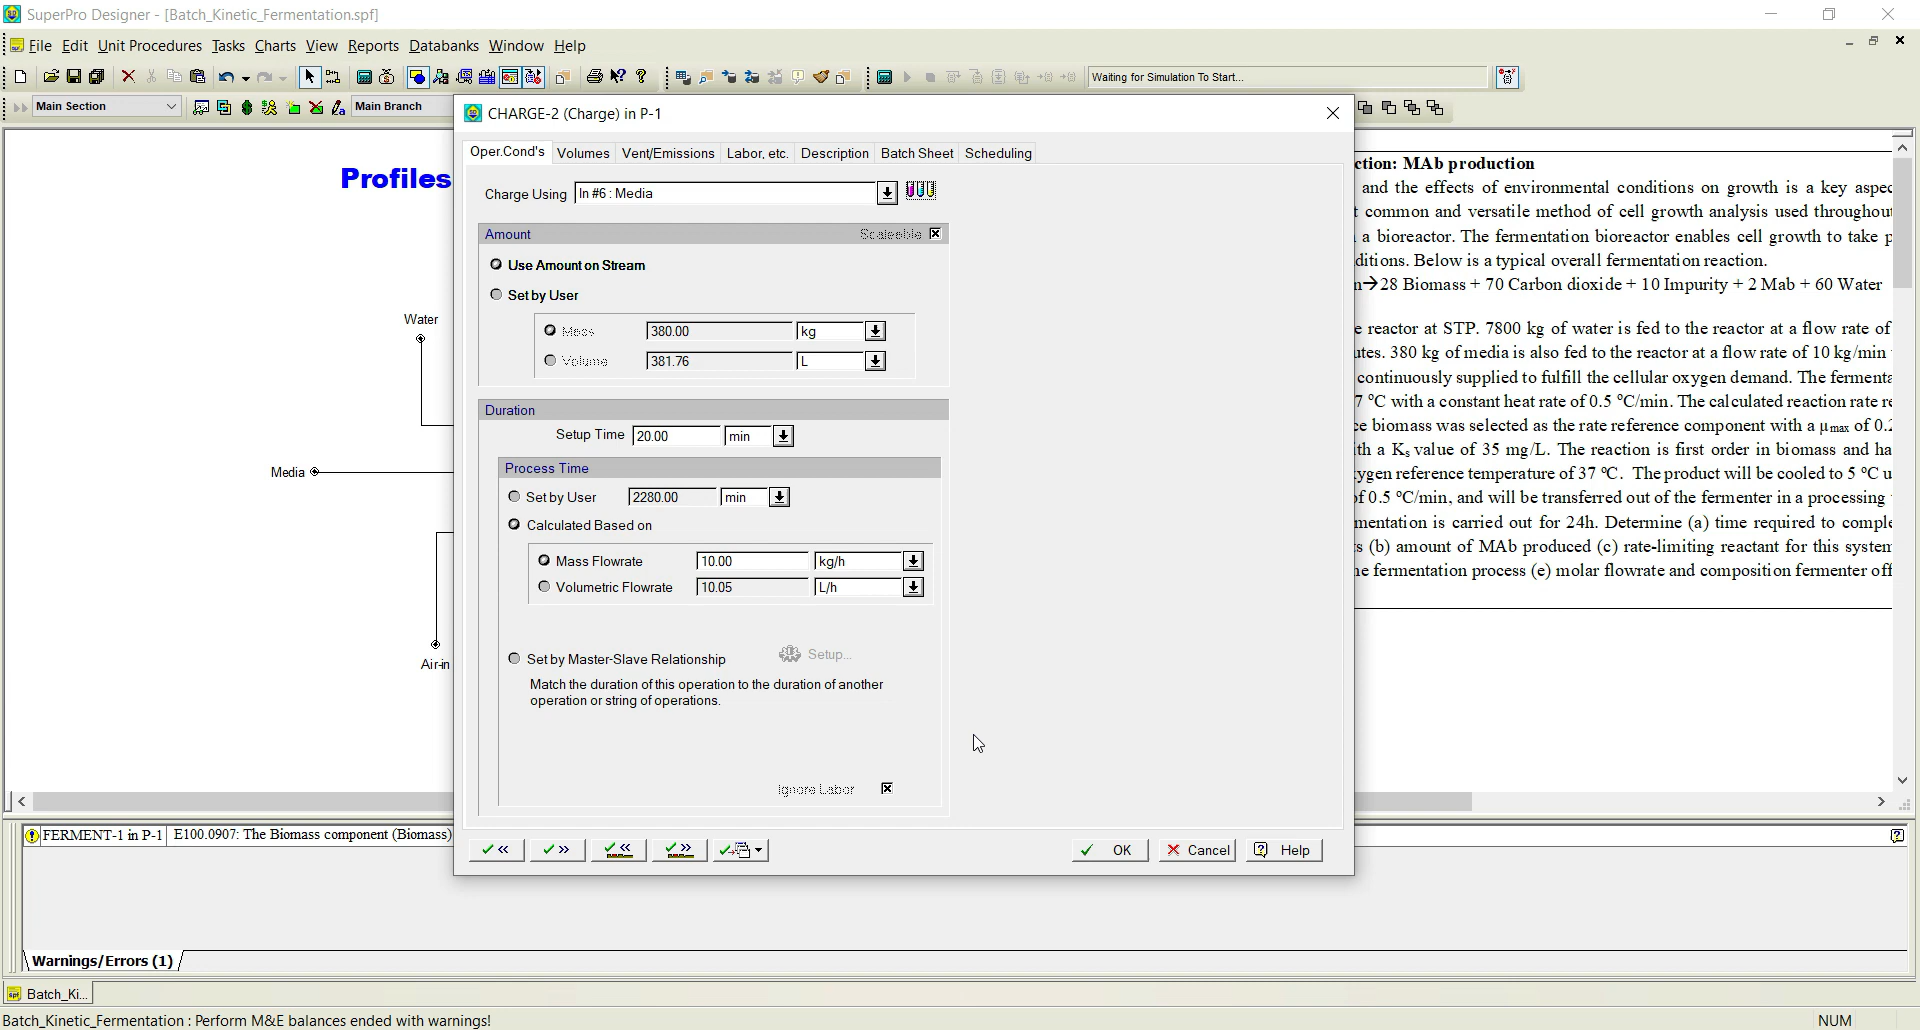 SuperPro Designer - [Batch_Kinetic_Fermentation.spf]
File Edit Unit Procedures Tasks Charts View Reports Databanks Window Help
Waiting for Simulation To Start...
Main Section
Main Branch
Profiles
Water
Media
Air-in
CHARGE-2 (Charge) in P-1
Oper.Cond's Volumes Vent/Emissions Labor, etc. Description Batch Sheet Scheduling
Charge Using In #6 : Media
Amount Scaleable
Use Amount on Stream
Set by User
Mass 380.00 kg
Volume 381.76 L
Duration
Setup Time 20.00 min
Process Time
Set by User 2280.00 min
Calculated Based on
Mass Flowrate 10.00 kg/h
Volumetric Flowrate 10.05 L/h
Set by Master-Slave Relationship Setup...
Match the duration of this operation to the duration of another
operation or string of operations.
Ignore Labor
OK Cancel Help
ction: MAb production
and the effects of environmental conditions on growth is a key aspec
t common and versatile method of cell growth analysis used throughout
a bioreactor. The fermentation bioreactor enables cell growth to take p
ditions. Below is a typical overall fermentation reaction.
n→28 Biomass + 70 Carbon dioxide + 10 Impurity + 2 Mab + 60 Water
e reactor at STP. 7800 kg of water is fed to the reactor at a flow rate of
utes. 380 kg of media is also fed to the reactor at a flow rate of 10 kg/min
continuously supplied to fulfill the cellular oxygen demand. The fermenta
7 °C with a constant heat rate of 0.5 °C/min. The calculated reaction rate re
ce biomass was selected as the rate reference component with a µmax of 0.2
ith a Ks value of 35 mg/L. The reaction is first order in biomass and ha
ygen reference temperature of 37 °C. The product will be cooled to 5 °C u
of 0.5 °C/min, and will be transferred out of the fermenter in a processing
mentation is carried out for 24h. Determine (a) time required to comple
s (b) amount of MAb produced (c) rate-limiting reactant for this system
e fermentation process (e) molar flowrate and composition fermenter off
FERMENT-1 in P-1 E100.0907: The Biomass component (Biomass)
Warnings/Errors (1)
Batch_Ki...
Batch_Kinetic_Fermentation : Perform M&E balances ended with warnings!
NUM